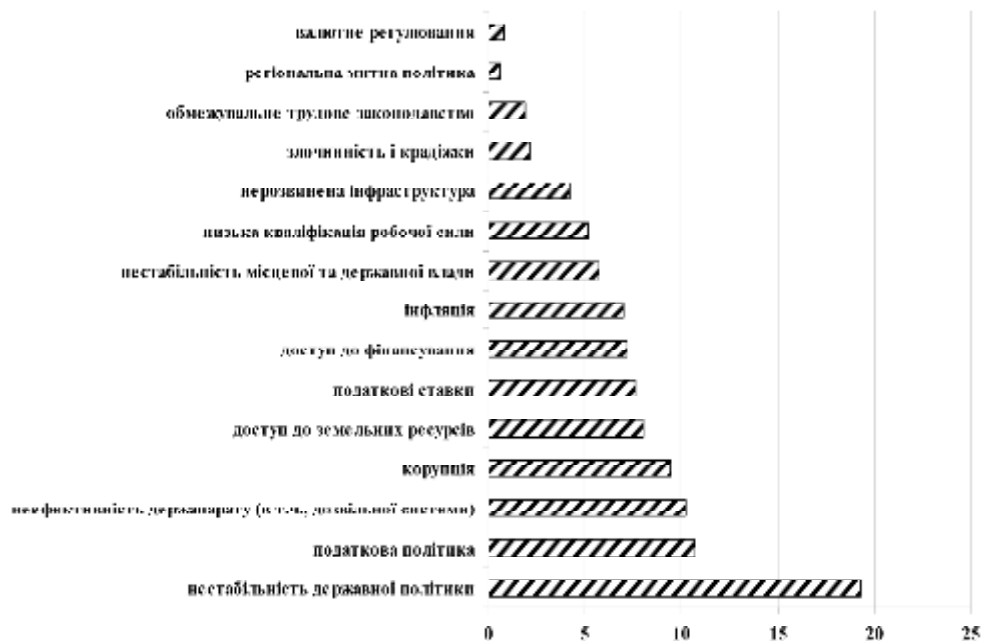 валютне регулювання
регіональна митна політика
обмежувальне трудове законодавство
злочинність і крадіжки
нерозвинена інфраструктура
низька кваліфікація робочої сили
нестабільність місцевої та державної влади
інфляція
доступ до фінансування
податкові ставки
доступ до земельних ресурсів
корупція
неефективність держапарату (в т.ч., дозвільної системи)
податкова політика
нестабільність державної політики
0 5 10 15 20 25